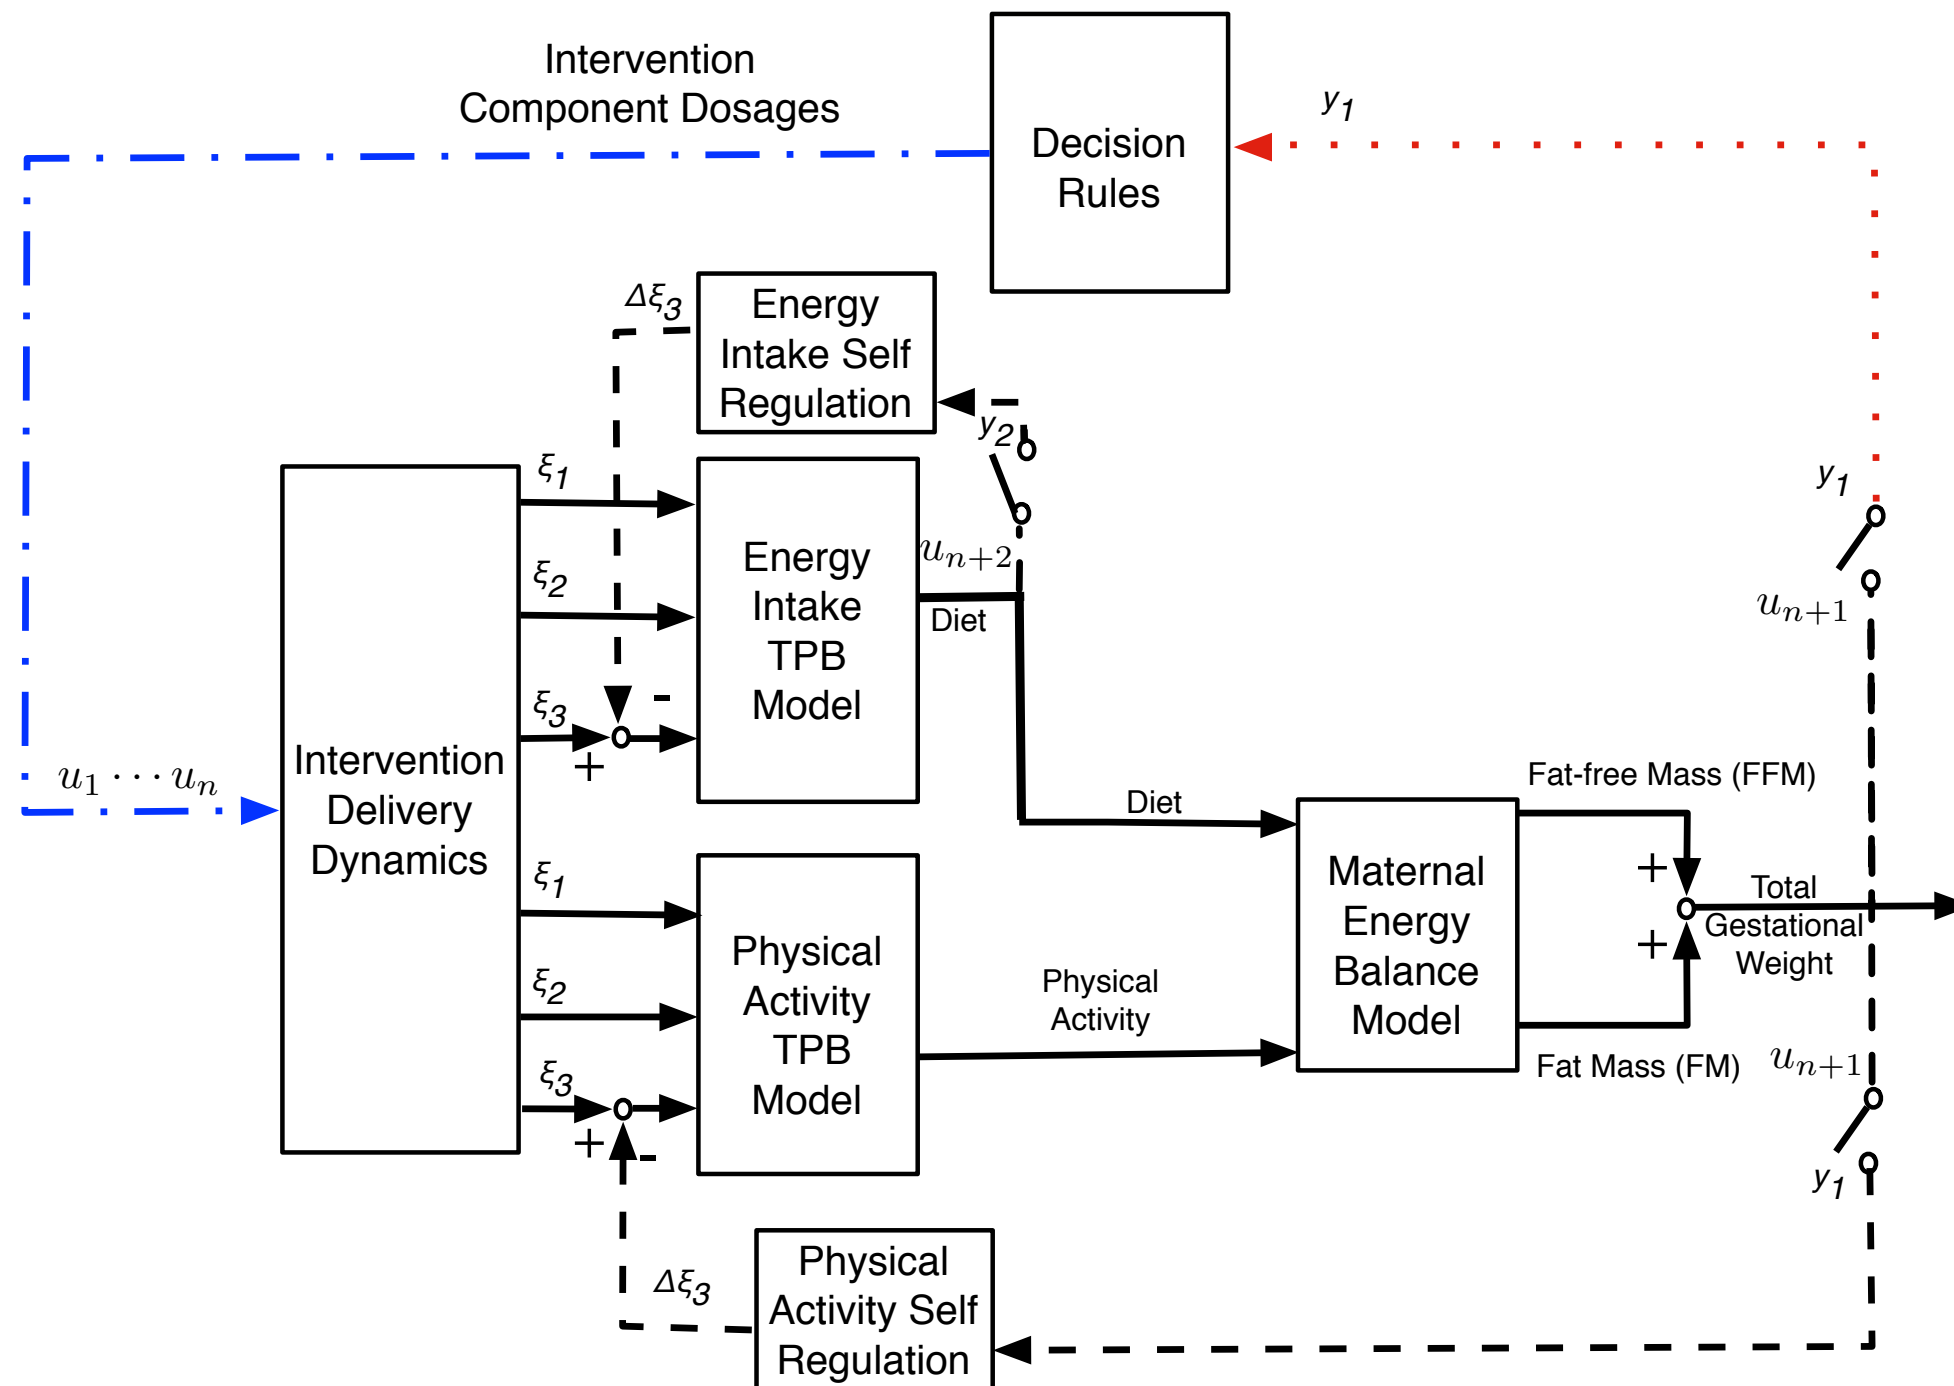 Intervention
Component Dosages
Decision
Rules
y₁
Δξ₃
Energy
Intake Self
Regulation
y₂
ξ₁
ξ₂
ξ₃
-
+
Energy
Intake
TPB
Model
uₙ₊₂
Diet
y₁
uₙ₊₁
u₁ ⋯ uₙ
Intervention
Delivery
Dynamics
Diet
Fat-free Mass (FFM)
Maternal
Energy
Balance
Model
+
+
Total
Gestational
Weight
ξ₁
ξ₂
ξ₃
+
-
Physical
Activity
TPB
Model
Physical
Activity
Fat Mass (FM)
uₙ₊₁
y₁
Δξ₃
Physical
Activity Self
Regulation